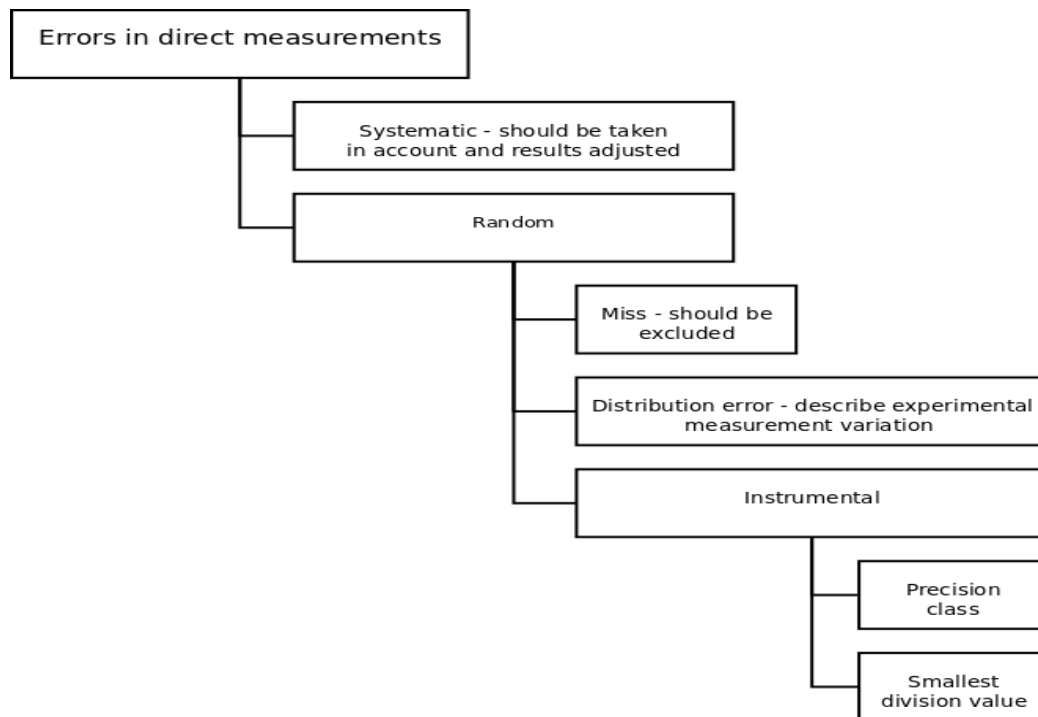 Errors in direct measurements
Systematic - should be taken
in account and results adjusted
Random
Miss - should be
excluded
Distribution error - describe experimental
measurement variation
Instrumental
Precision
class
Smallest
division value